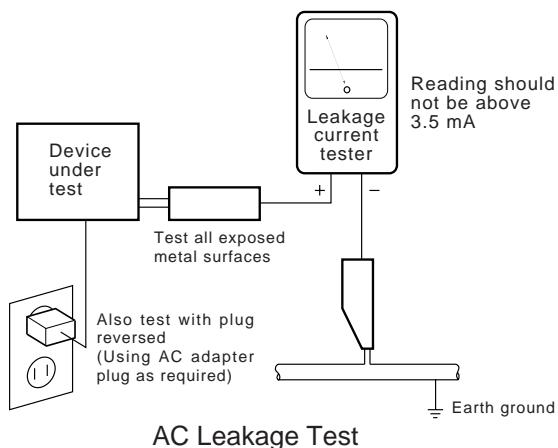 Reading should
not be above
3.5 mA
Leakage
current
tester
Device
under
test
+ −
Test all exposed
metal surfaces
Also test with plug
reversed
(Using AC adapter
plug as required)
Earth ground
AC Leakage Test